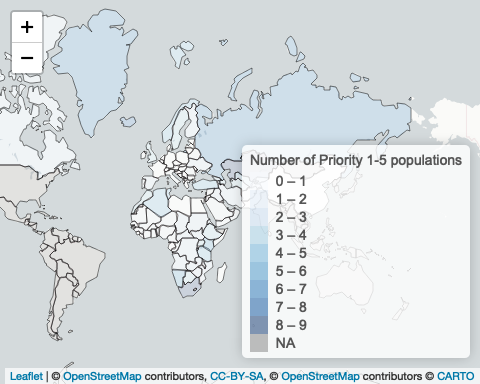 +
−
Number of Priority 1-5 populations
0 – 1
1 – 2
2 – 3
3 – 4
4 – 5
5 – 6
6 – 7
7 – 8
8 – 9
NA
Leaflet | © OpenStreetMap contributors, CC-BY-SA, © OpenStreetMap contributors © CARTO